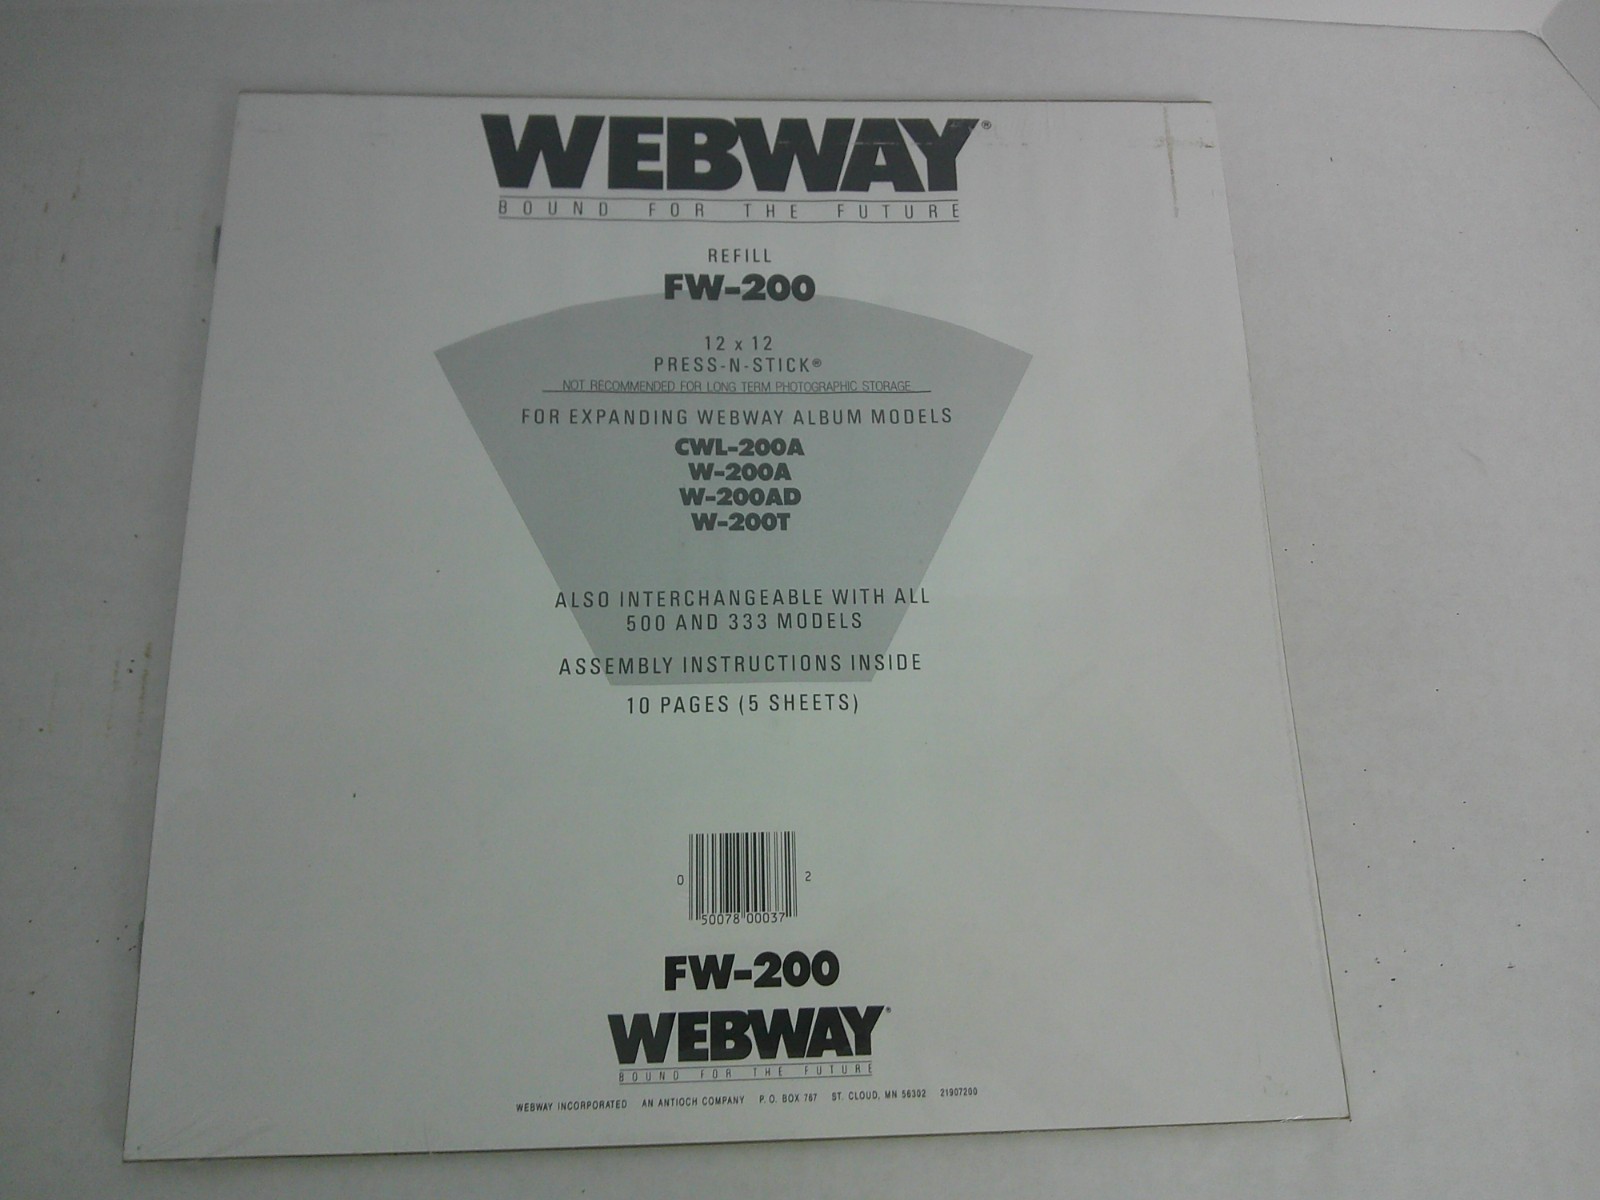 WEBWAY®
BOUND FOR THE FUTURE
REFILL
FW-200
12 x 12
PRESS-N-STICK®
NOT RECOMMENDED FOR LONG TERM PHOTOGRAPHIC STORAGE
FOR EXPANDING WEBWAY ALBUM MODELS
CWL-200A
W-200A
W-200AD
W-200T
ALSO INTERCHANGEABLE WITH ALL
500 AND 333 MODELS
ASSEMBLY INSTRUCTIONS INSIDE
10 PAGES (5 SHEETS)
0 50078 00037 2
FW-200
WEBWAY®
BOUND FOR THE FUTURE
WEBWAY INCORPORATED AN ANTIOCH COMPANY P.O. BOX 767 ST. CLOUD, MN 56302 21907200